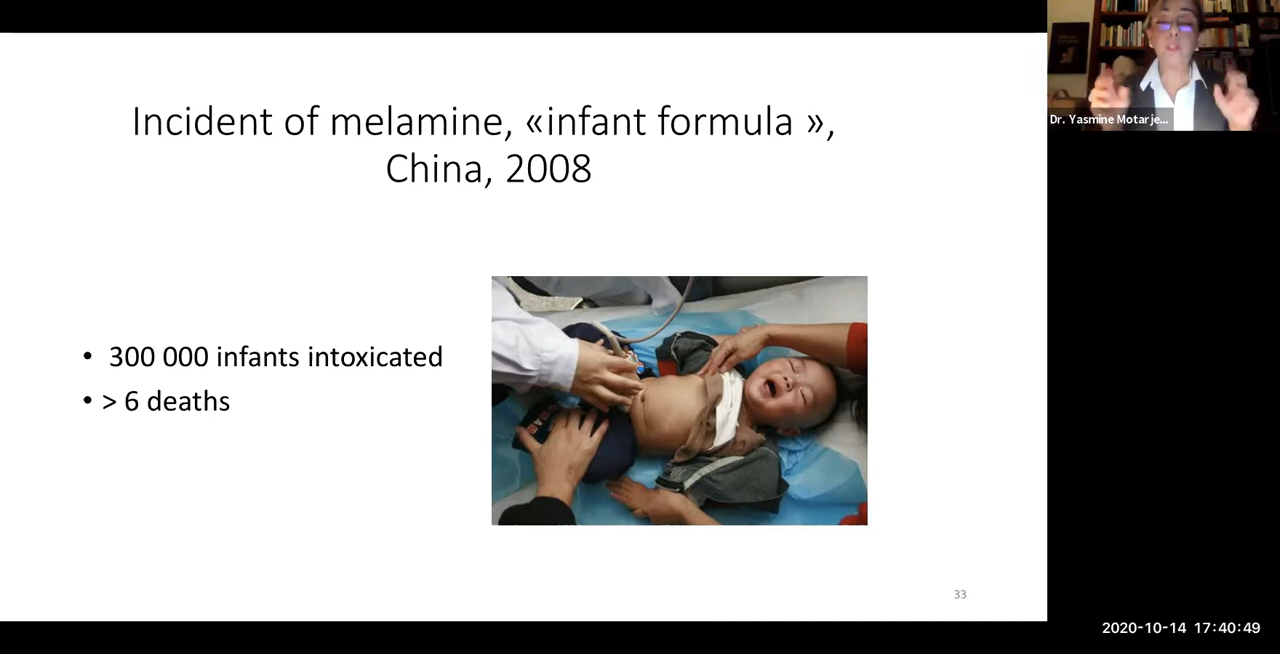 Incident of melamine, «infant formula »,
China, 2008
• 300 000 infants intoxicated
• > 6 deaths
33
Dr. Yasmine Motarje...
2020-10-14 17:40:49